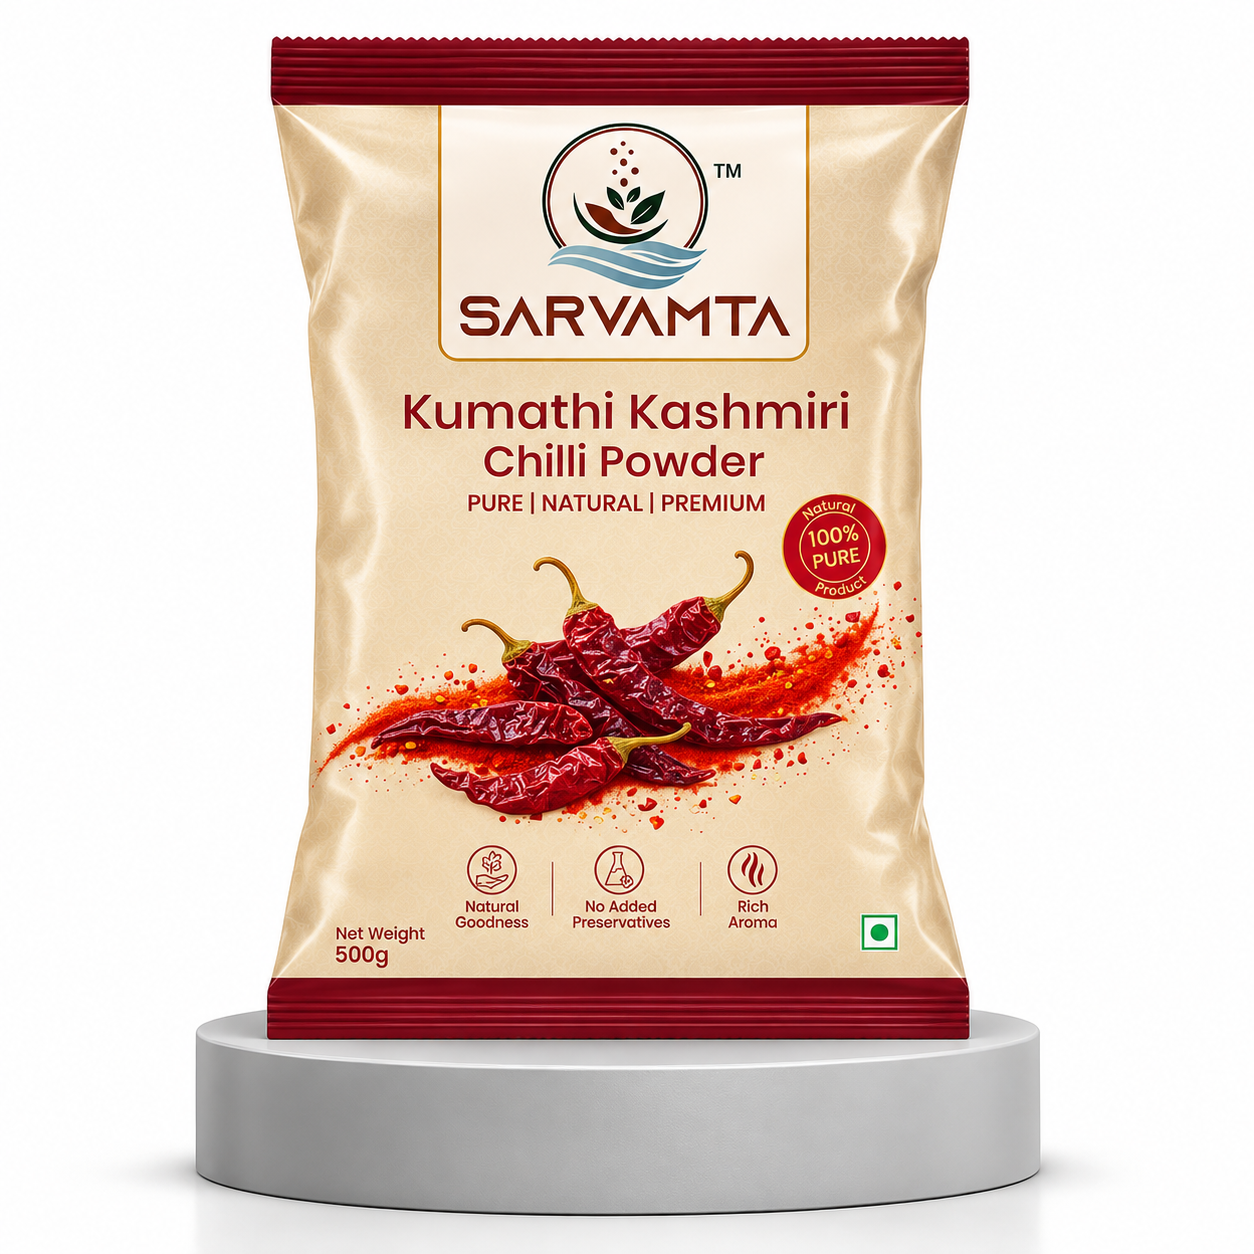 TM
SARVAMTA
Kumathi Kashmiri
Chilli Powder
PURE | NATURAL | PREMIUM
Natural
100%
PURE
Product
Natural
Goodness
No Added
Preservatives
Rich
Aroma
Net Weight
500g